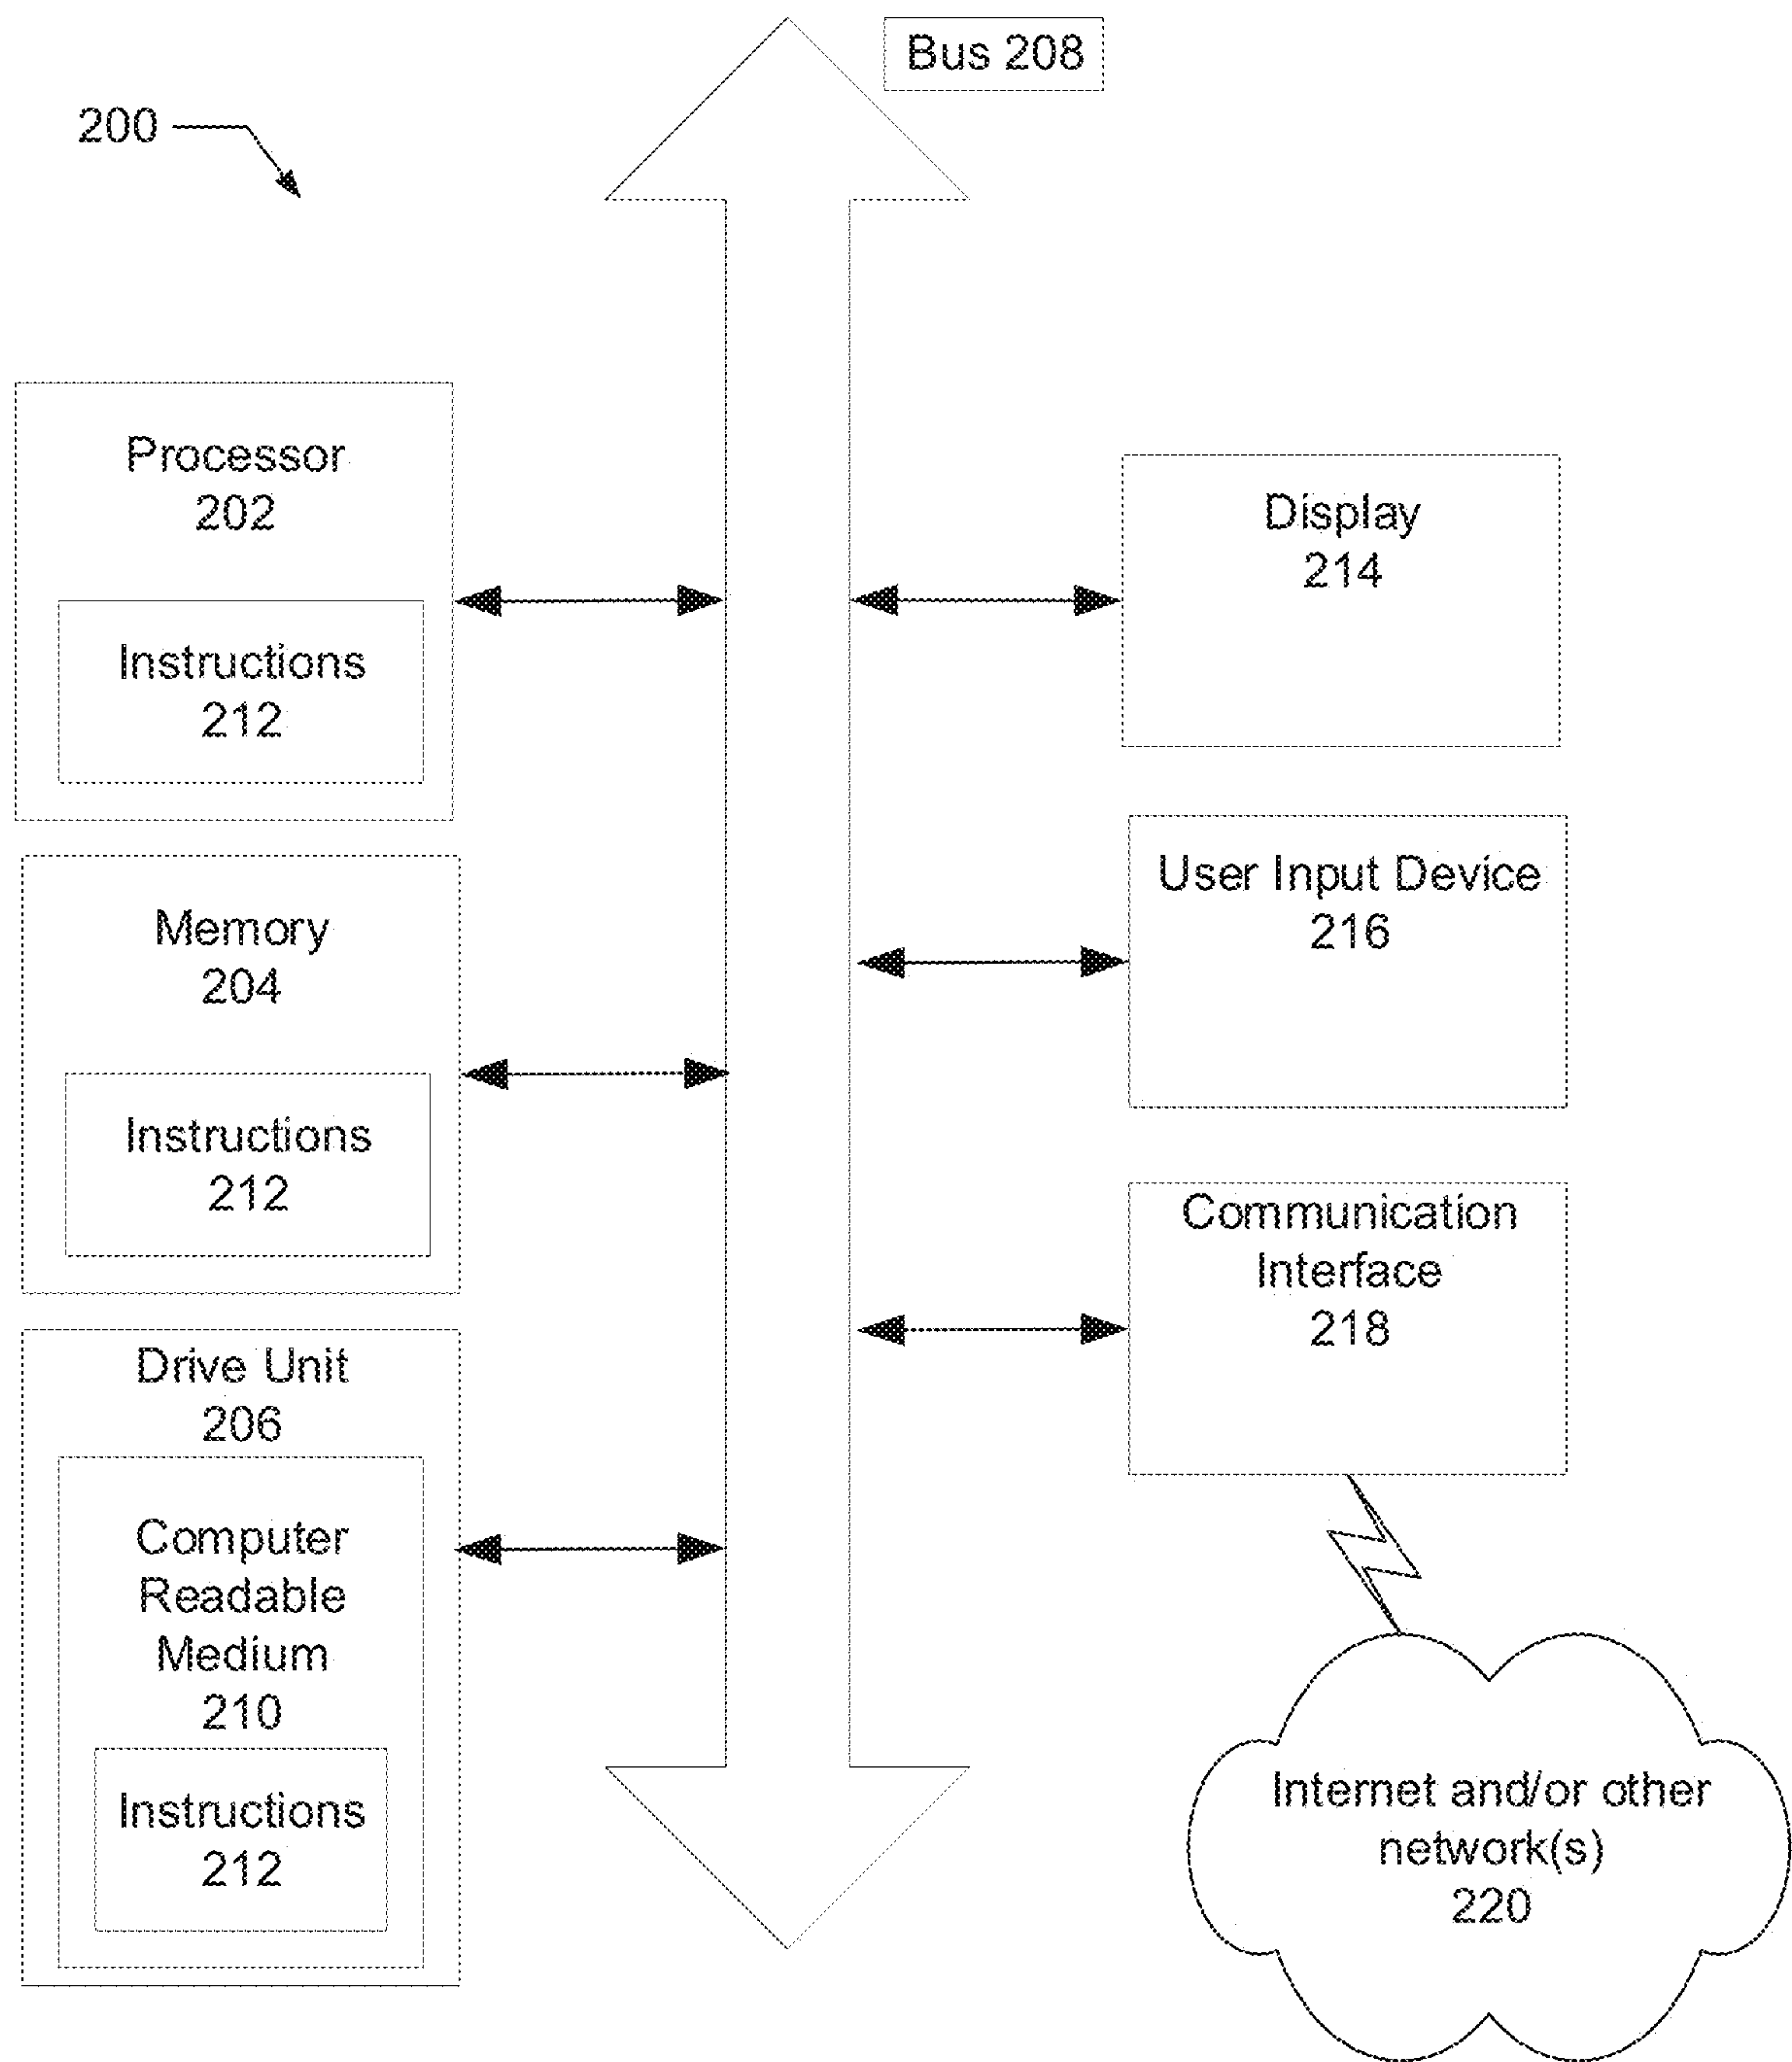 Bus 208
200
Processor
202
Instructions
212
Memory
204
Instructions
212
Drive Unit
206
Computer
Readable
Medium
210
Instructions
212
Display
214
User Input Device
216
Communication
Interface
218
Internet and/or other
network(s)
220